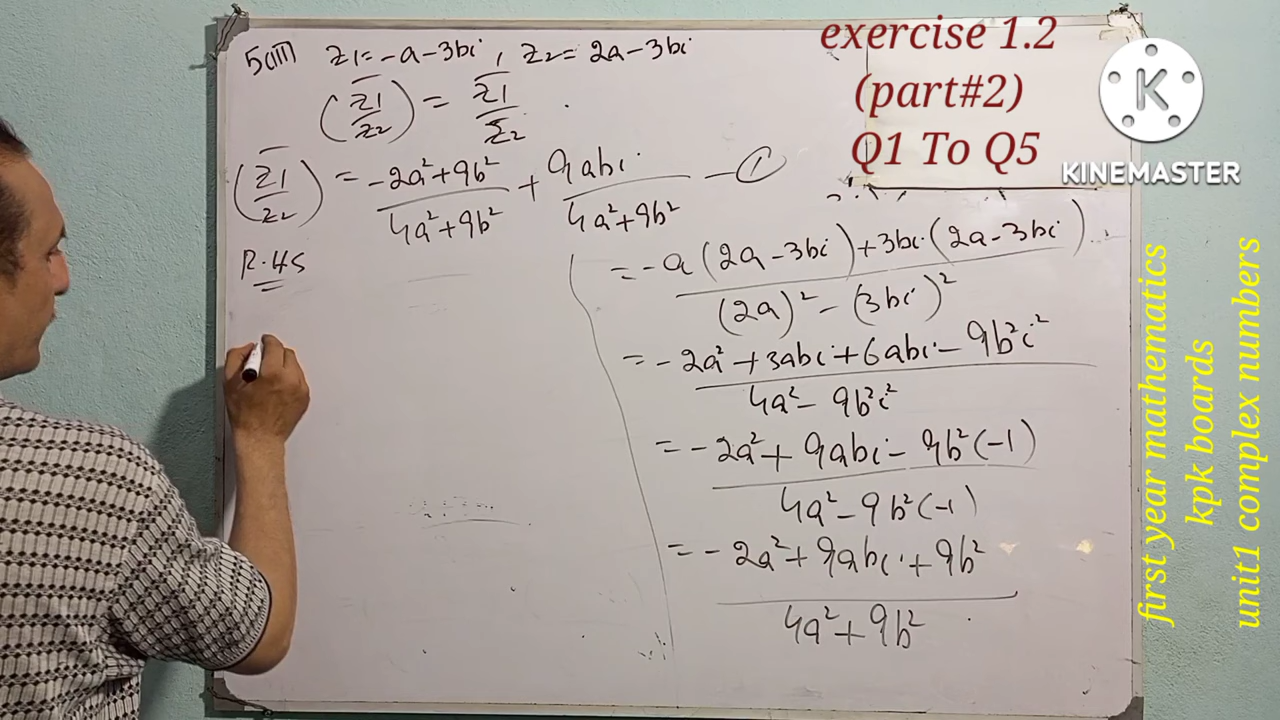 5(iii) z1=-a-3bi , z2= 2a-3bi
(z̅1̅/z2) = z̅1/z̅2 .
(z̅1̅/z2) = -2a²+9b²/4a²+9b² + 9abi/4a²+9b² — ①
R.H.S
= -a(2a-3bi)+3bi(2a-3bi)/(2a)²-(3bi)²
= -2a²+3abi+6abi-9b²i²/4a²-9b²i²
= -2a²+9abi-9b²(-1)/4a²-9b²(-1)
= -2a²+9abi+9b²/4a²+9b²
exercise 1.2
(part#2)
Q1 To Q5
K
KINEMASTER
first year mathematics
kpk boards
unit1 complex numbers